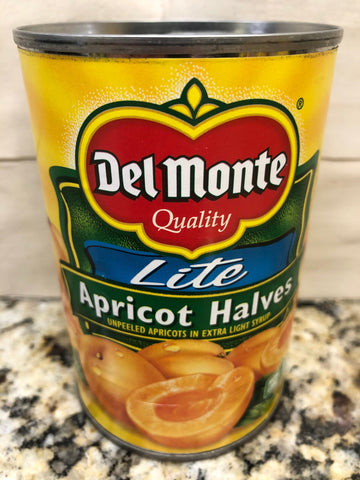 ®
Del Monte
Quality
Lite
Apricot Halves
UNPEELED APRICOTS IN EXTRA LIGHT SYRUP